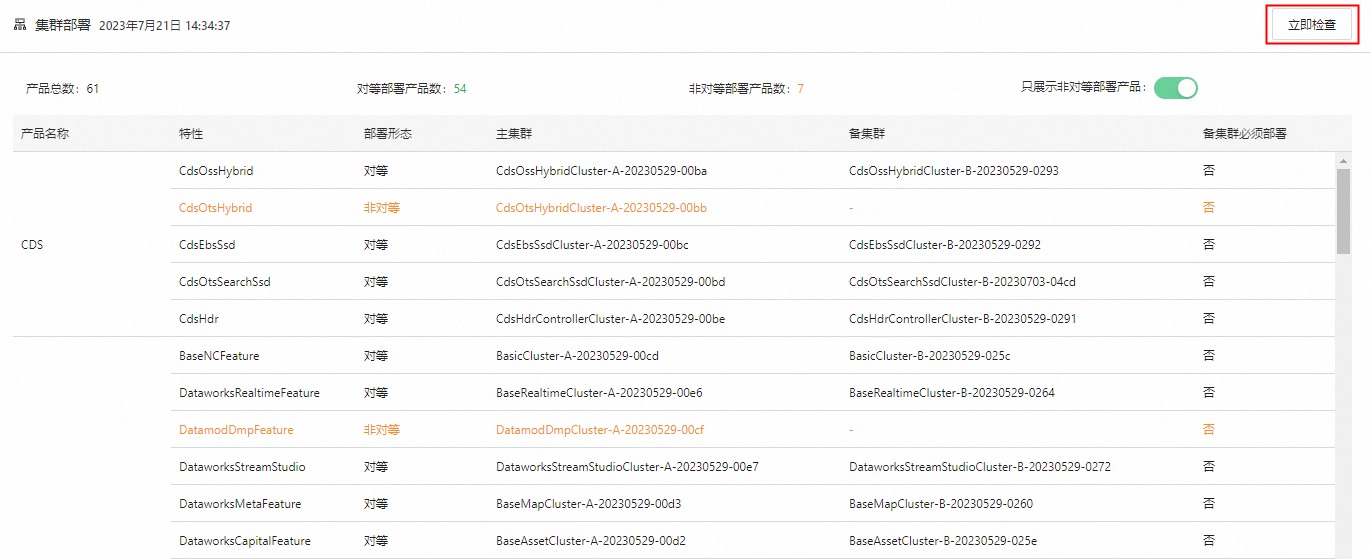 集群部署 2023年7月21日 14:34:37 立即检查
产品总数：61 对等部署产品数：54 非对等部署产品数：7 只展示非对等部署产品：
产品名称 特性 部署形态 主集群 备集群 备集群必须部署
CdsOssHybrid 对等 CdsOssHybridCluster-A-20230529-00ba CdsOssHybridCluster-B-20230529-0293 否
CdsOtsHybrid 非对等 CdsOtsHybridCluster-A-20230529-00bb - 否
CDS CdsEbsSsd 对等 CdsEbsSsdCluster-A-20230529-00bc CdsEbsSsdCluster-B-20230529-0292 否
CdsOtsSearchSsd 对等 CdsOtsSearchSsdCluster-A-20230529-00bd CdsOtsSearchSsdCluster-B-20230703-04cd 否
CdsHdr 对等 CdsHdrControllerCluster-A-20230529-00be CdsHdrControllerCluster-B-20230529-0291 否
BaseNCFeature 对等 BasicCluster-A-20230529-00cd BasicCluster-B-20230529-025c 否
DataworksRealtimeFeature 对等 BaseRealtimeCluster-A-20230529-00e6 BaseRealtimeCluster-B-20230529-0264 否
DatamodDmpFeature 非对等 DatamodDmpCluster-A-20230529-00cf - 否
DataworksStreamStudio 对等 DataworksStreamStudioCluster-A-20230529-00e7 DataworksStreamStudioCluster-B-20230529-0272 否
DataworksMetaFeature 对等 BaseMapCluster-A-20230529-00d3 BaseMapCluster-B-20230529-0260 否
DataworksCapitalFeature 对等 BaseAssetCluster-A-20230529-00d2 BaseAssetCluster-B-20230529-025e 否